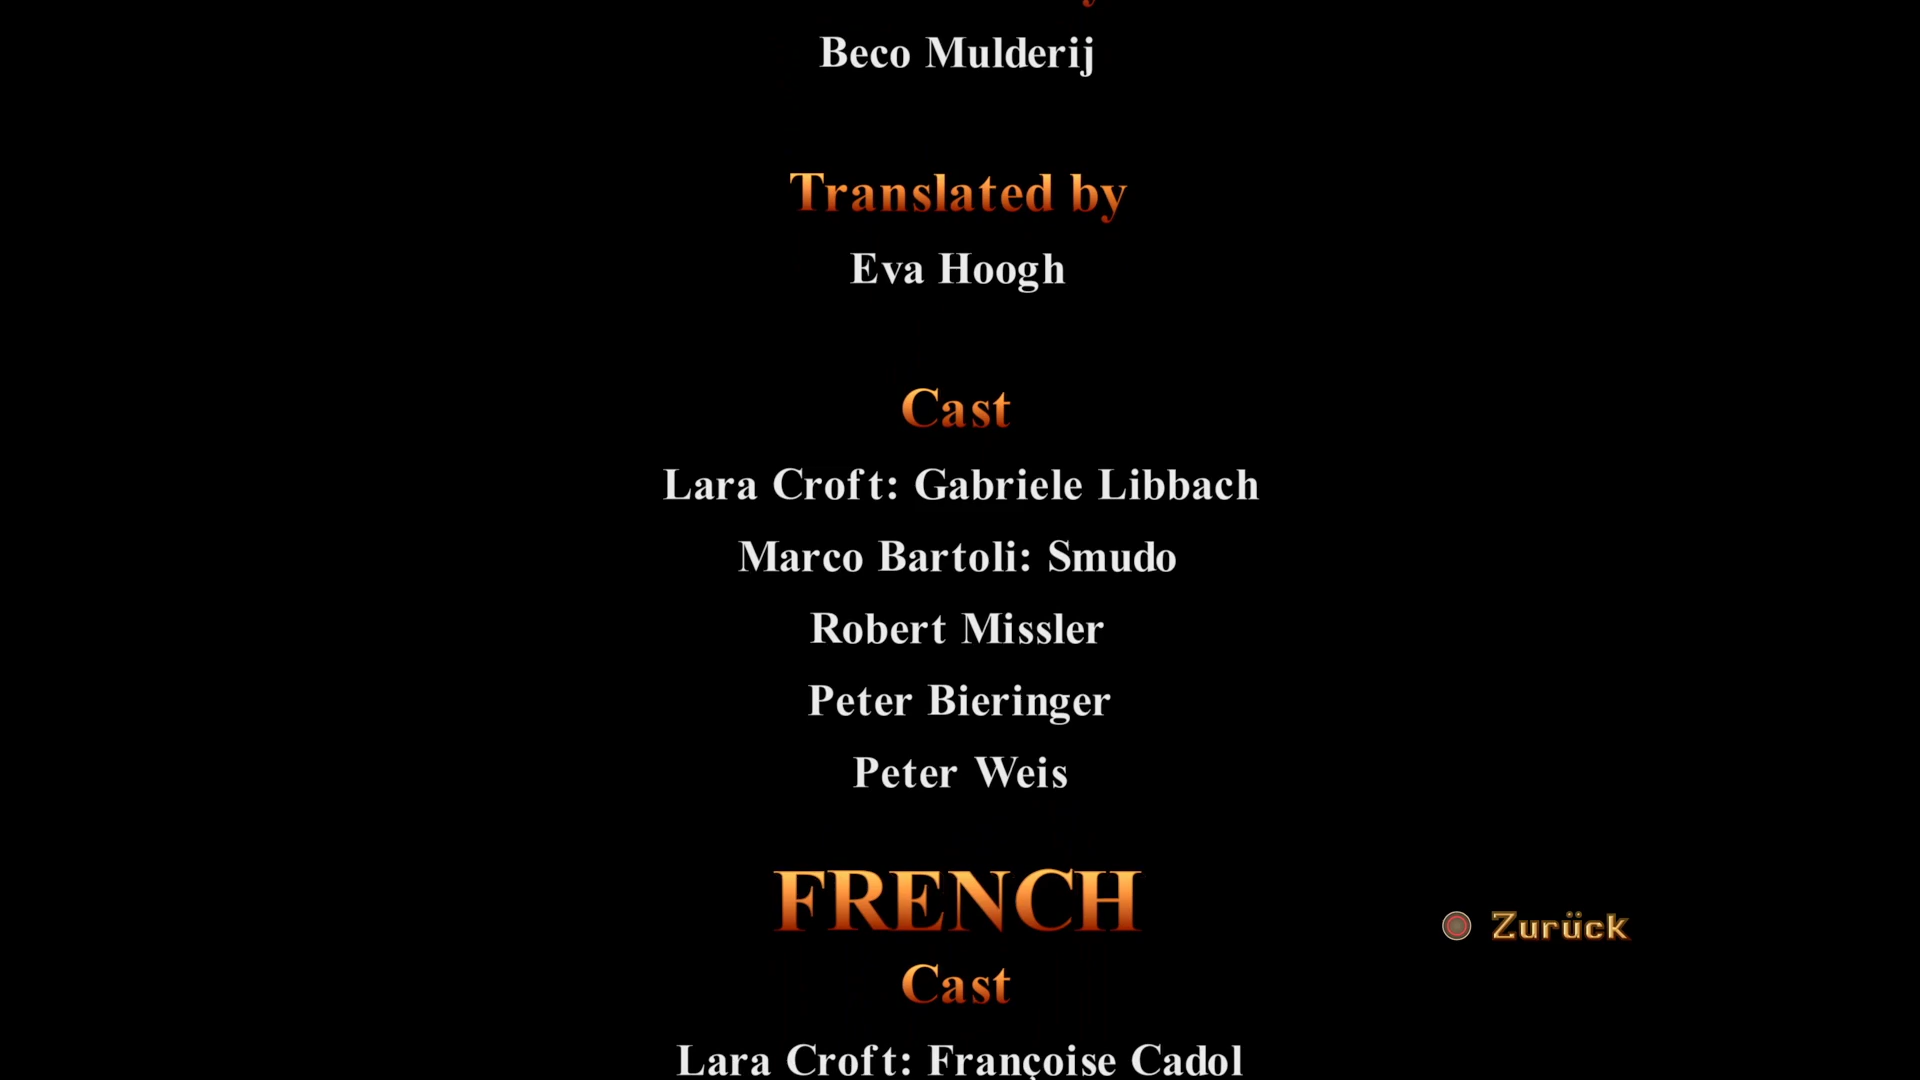 Beco Mulderij
Translated by
Eva Hoogh
Cast
Lara Croft: Gabriele Libbach
Marco Bartoli: Smudo
Robert Missler
Peter Bieringer
Peter Weis
FRENCH
Zurück
Cast
Lara Croft: Françoise Cadol